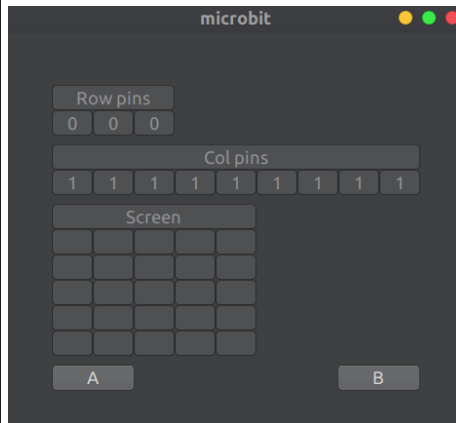 microbit
Row pins
0 0 0
Col pins
1 1 1 1 1 1 1 1 1
Screen
A B